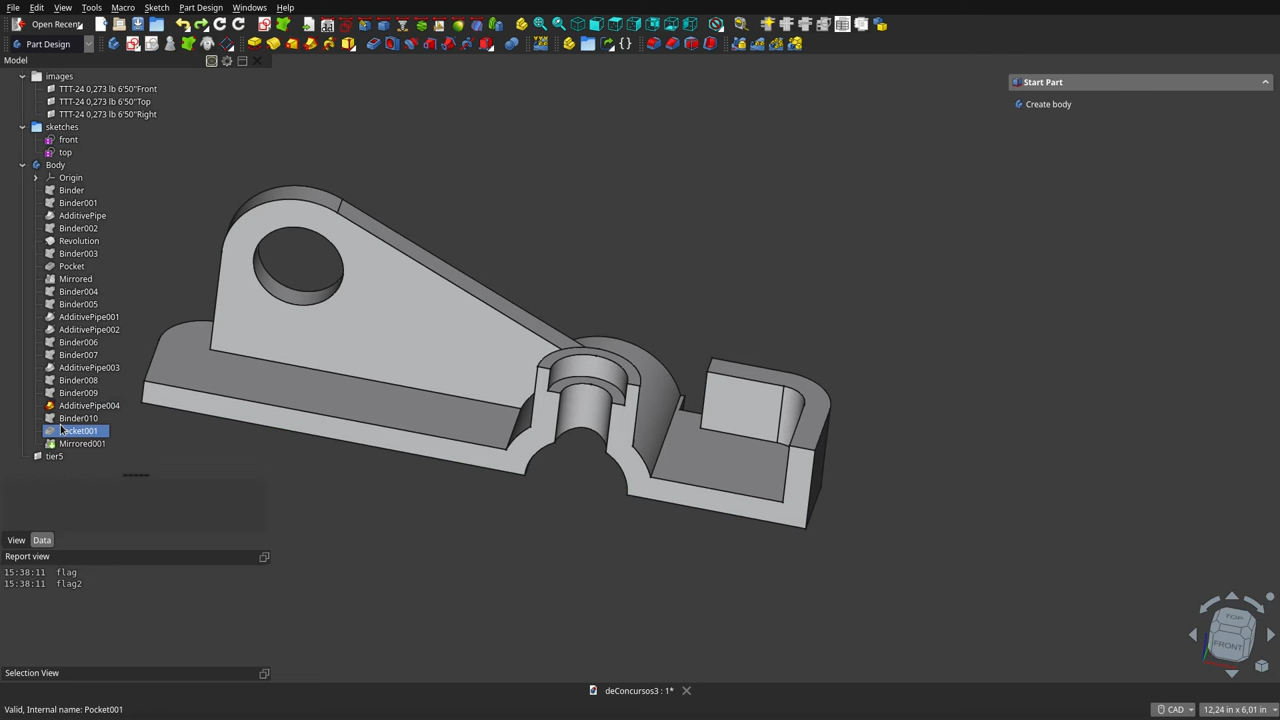 File Edit View Tools Macro Sketch Part Design Windows Help
Open Recent
Part Design
Model
images
TTT-24 0,273 lb 6'50"Front
TTT-24 0,273 lb 6'50"Top
TTT-24 0,273 lb 6'50"Right
sketches
front
top
Body
Origin
Binder
Binder001
AdditivePipe
Binder002
Revolution
Binder003
Pocket
Mirrored
Binder004
Binder005
AdditivePipe001
AdditivePipe002
Binder006
Binder007
AdditivePipe003
Binder008
Binder009
AdditivePipe004
Binder010
Pocket001
Mirrored001
tier5
View Data
Report view
15:38:11 flag
15:38:11 flag2
Selection View
Valid, Internal name: Pocket001
Start Part
Create body
TOP
FRONT
deConcursos3 : 1*
CAD
12,24 in x 6,01 in